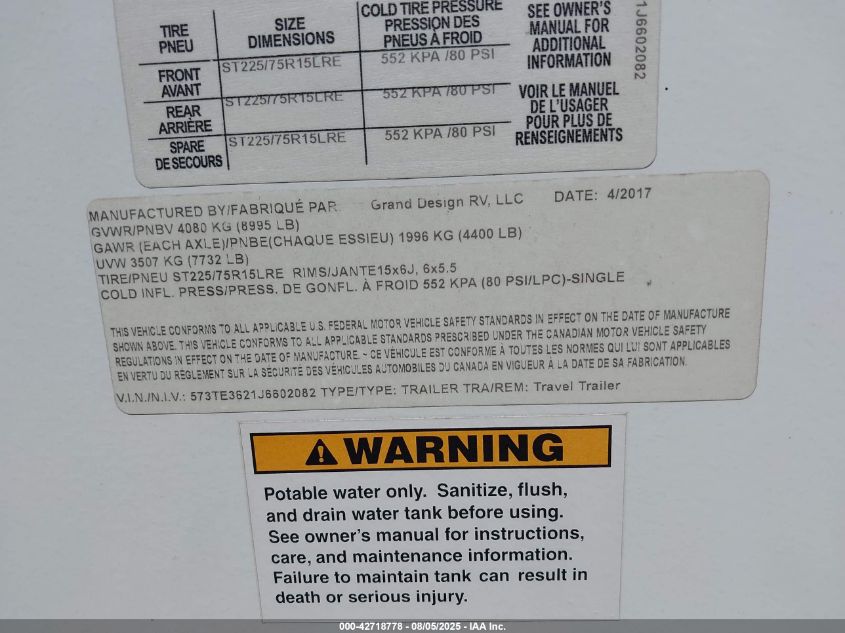 TIRE
PNEU
SIZE
DIMENSIONS
COLD TIRE PRESSURE
PRESSION DES
PNEUS À FROID
SEE OWNER'S
MANUAL FOR
ADDITIONAL
INFORMATION
VOIR LE MANUEL
DE L'USAGER
POUR PLUS DE
RENSEIGNEMENTS
1J6602082
FRONT
AVANT
ST225/75R15LRE
552 KPA /80 PSI
REAR
ARRIÈRE
ST225/75R15LRE
552 KPA /80 PSI
SPARE
DE SECOURS
ST225/75R15LRE
552 KPA /80 PSI
MANUFACTURED BY/FABRIQUÉ PAR: Grand Design RV, LLC DATE: 4/2017
GVWR/PNBV 4080 KG (8995 LB)
GAWR (EACH AXLE)/PNBE(CHAQUE ESSIEU) 1996 KG (4400 LB)
UVW 3507 KG (7732 LB)
TIRE/PNEU ST225/75R15LRE RIMS/JANTE15x6J, 6x5.5
COLD INFL. PRESS/PRESS. DE GONFL. À FROID 552 KPA (80 PSI/LPC)-SINGLE
THIS VEHICLE CONFORMS TO ALL APPLICABLE U.S. FEDERAL MOTOR VEHICLE SAFETY STANDARDS IN EFFECT ON THE DATE OF MANUFACTURE
SHOWN ABOVE. THIS VEHICLE CONFORMS TO ALL APPLICABLE STANDARDS PRESCRIBED UNDER THE CANADIAN MOTOR VEHICLE SAFETY
REGULATIONS IN EFFECT ON THE DATE OF MANUFACTURE. ~ CE VÉHICULE EST CONFORME À TOUTES LES NORMES QUI LUI SONT APPLICABLES
EN VERTU DU RÈGLEMENT SUR LA SÉCURITÉ DES VÉHICULES AUTOMOBILES DU CANADA EN VIGUEUR À LA DATE DE SA FABRICATION.
V.I.N./N.I.V.: 573TE3621J6602082 TYPE/TYPE: TRAILER TRA/REM: Travel Trailer
WARNING
Potable water only. Sanitize, flush,
and drain water tank before using.
See owner's manual for instructions,
care, and maintenance information.
Failure to maintain tank can result in
death or serious injury.
000-42718778 - 08/05/2025 - IAA Inc.